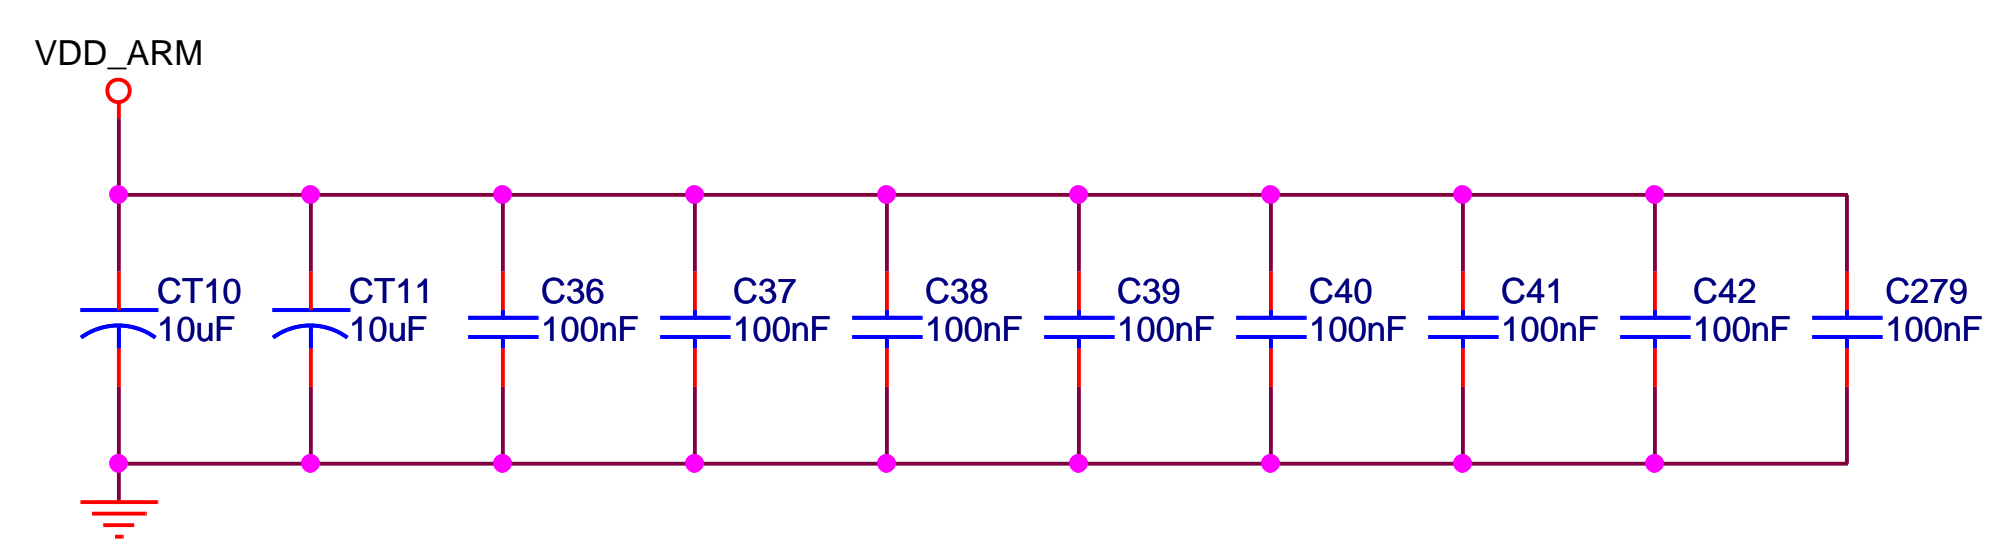 VDD_ARM
CT10
10uF
CT11
10uF
C36
100nF
C37
100nF
C38
100nF
C39
100nF
C40
100nF
C41
100nF
C42
100nF
C279
100nF